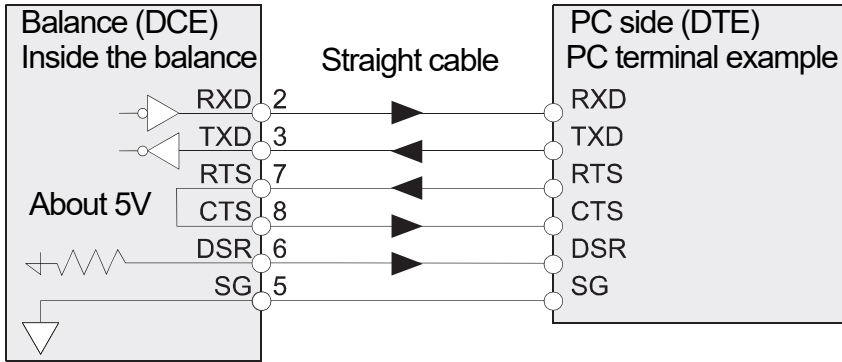 Balance (DCE)
Inside the balance
Straight cable
PC side (DTE)
PC terminal example
RXD 2 RXD
TXD 3 TXD
RTS 7 RTS
About 5V
CTS 8 CTS
DSR 6 DSR
SG 5 SG